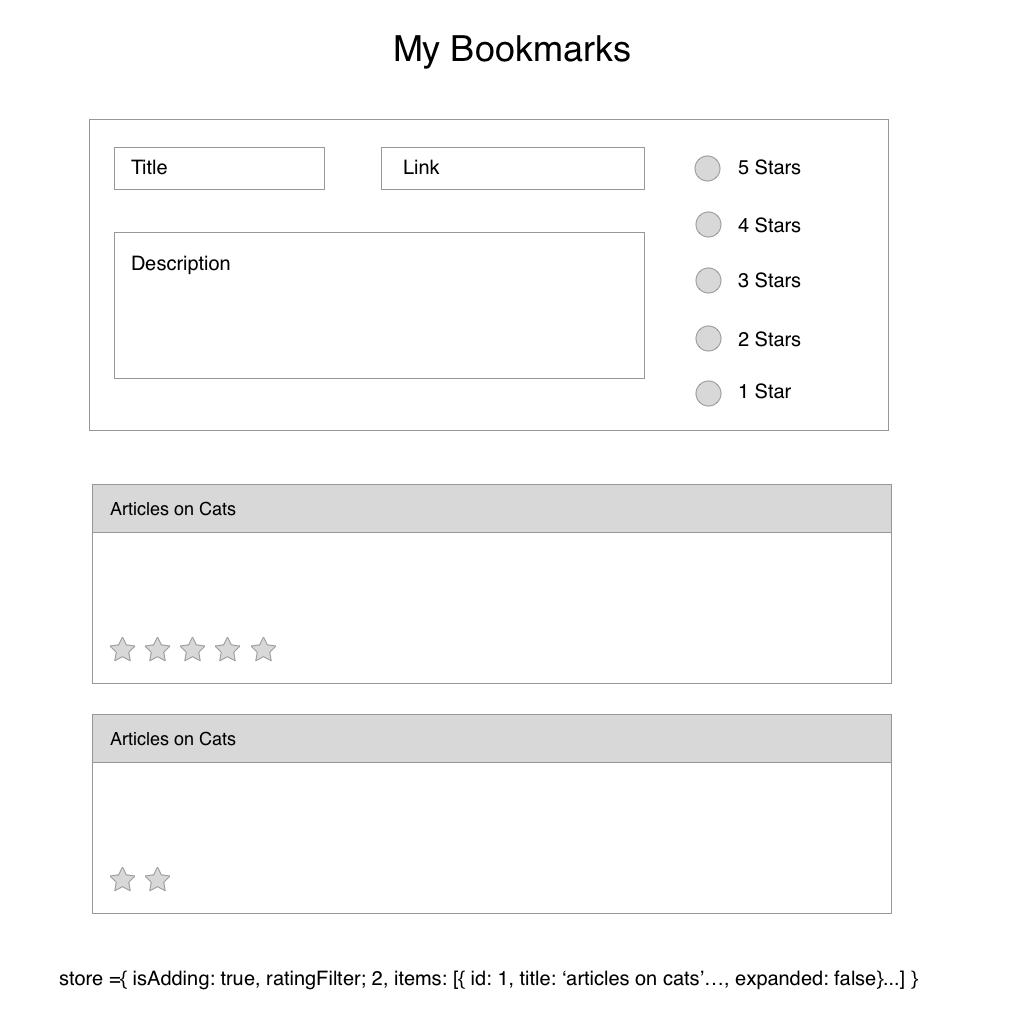 My Bookmarks
Title
Link
5 Stars
4 Stars
Description
3 Stars
2 Stars
1 Star
Articles on Cats
Articles on Cats
store ={ isAdding: true, ratingFilter; 2, items: [{ id: 1, title: ‘articles on cats’…, expanded: false}...] }